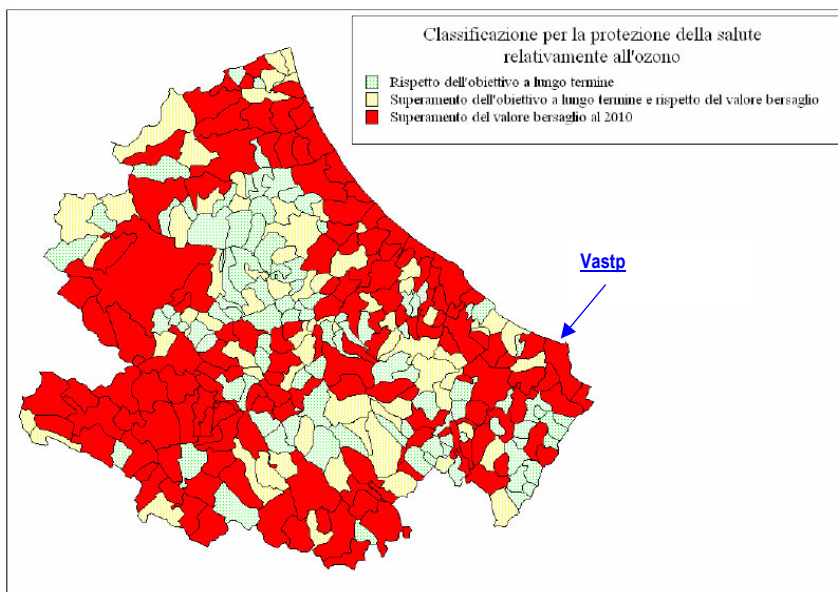 Classificazione per la protezione della salute
relativamente all'ozono
Rispetto dell'obiettivo a lungo termine
Superamento dell'obiettivo a lungo termine e rispetto del valore bersaglio
Superamento del valore bersaglio al 2010
Vastp